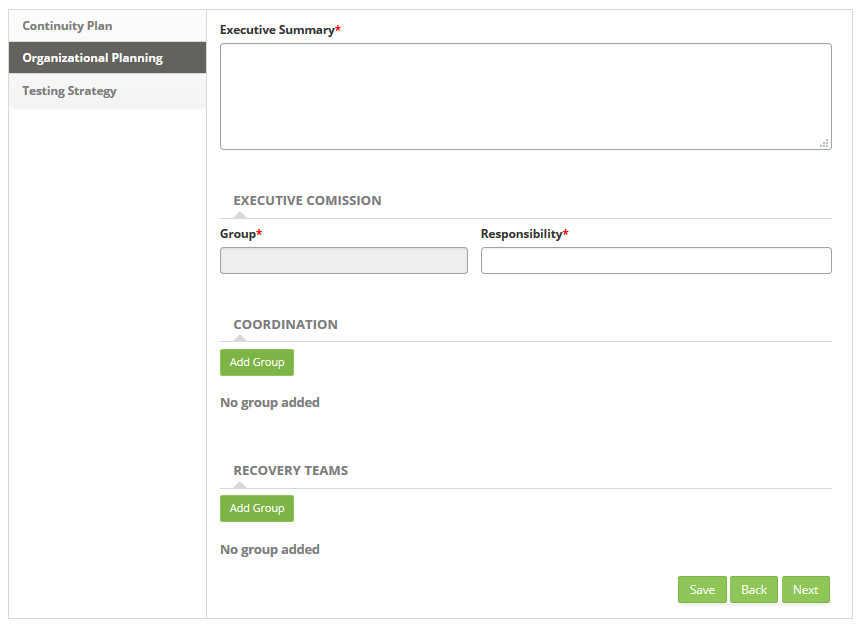 Continuity Plan
Organizational Planning
Testing Strategy
Executive Summary*
EXECUTIVE COMISSION
Group*
Responsibility*
COORDINATION
Add Group
No group added
RECOVERY TEAMS
Add Group
No group added
Save
Back
Next